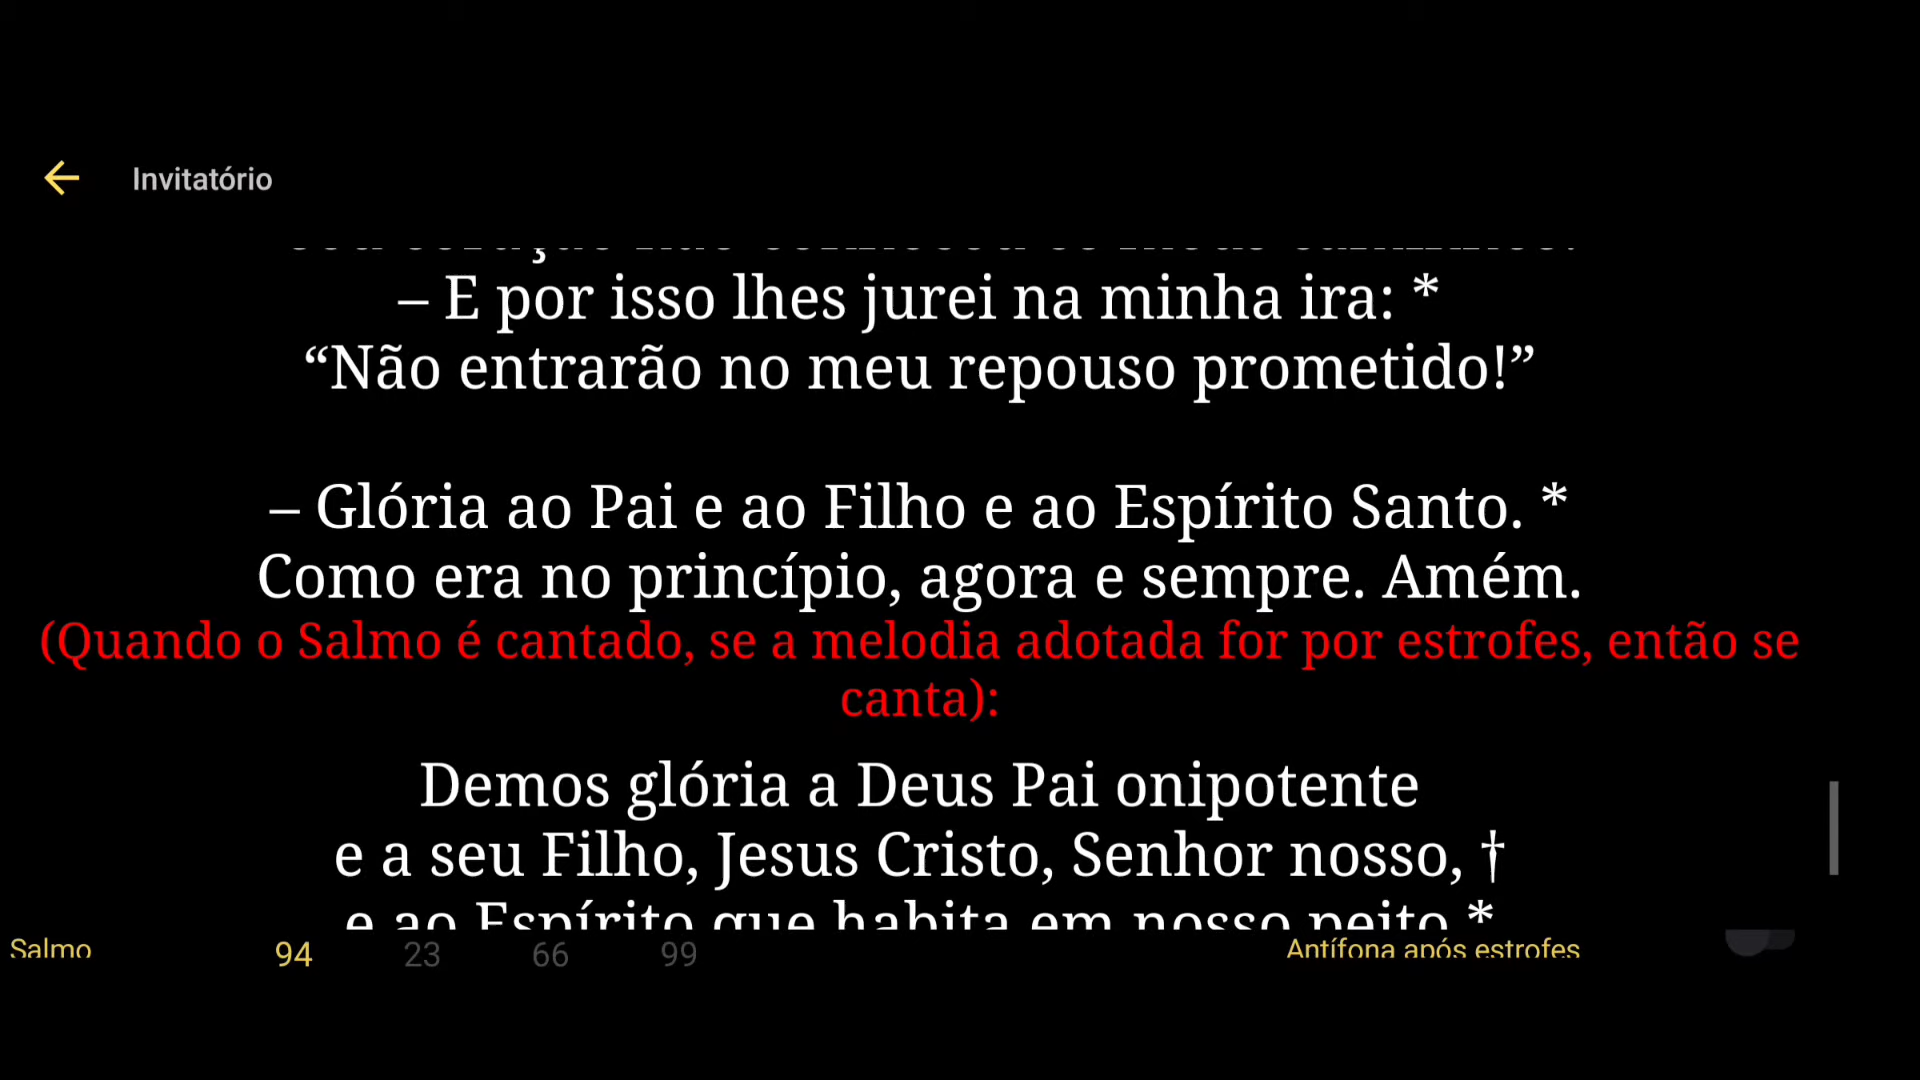 Invitatório
– E por isso lhes jurei na minha ira: *
“Não entrarão no meu repouso prometido!”
– Glória ao Pai e ao Filho e ao Espírito Santo. *
Como era no princípio, agora e sempre. Amém.
(Quando o Salmo é cantado, se a melodia adotada for por estrofes, então se
canta):
Demos glória a Deus Pai onipotente
e a seu Filho, Jesus Cristo, Senhor nosso, †
e ao Espírito que habita em nosso peito *
Salmo 94 23 66 99 Antífona após estrofes